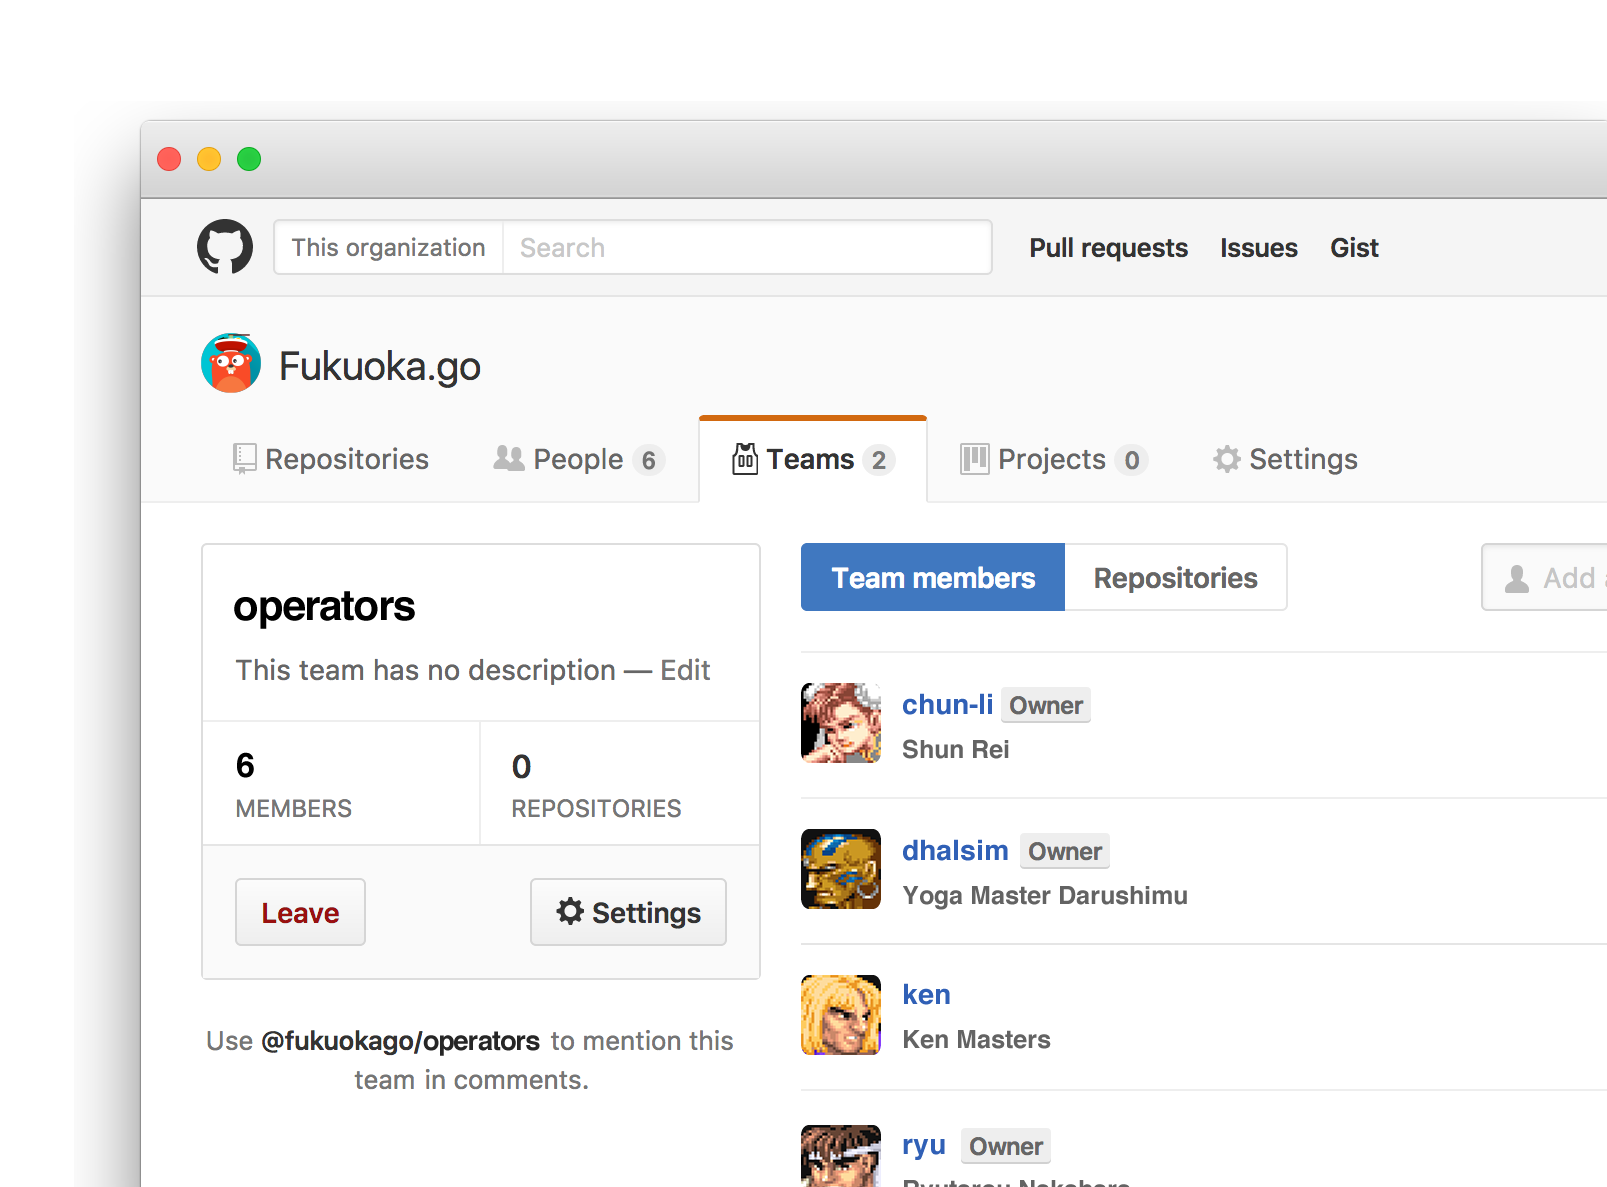 This organization Search Pull requests Issues Gist
Fukuoka.go
Repositories People 6 Teams 2 Projects 0 Settings
operators
This team has no description — Edit
6
MEMBERS
0
REPOSITORIES
Leave Settings
Use @fukuokago/operators to mention this
team in comments.
Team members Repositories Add
chun-li Owner
Shun Rei
dhalsim Owner
Yoga Master Darushimu
ken
Ken Masters
ryu Owner